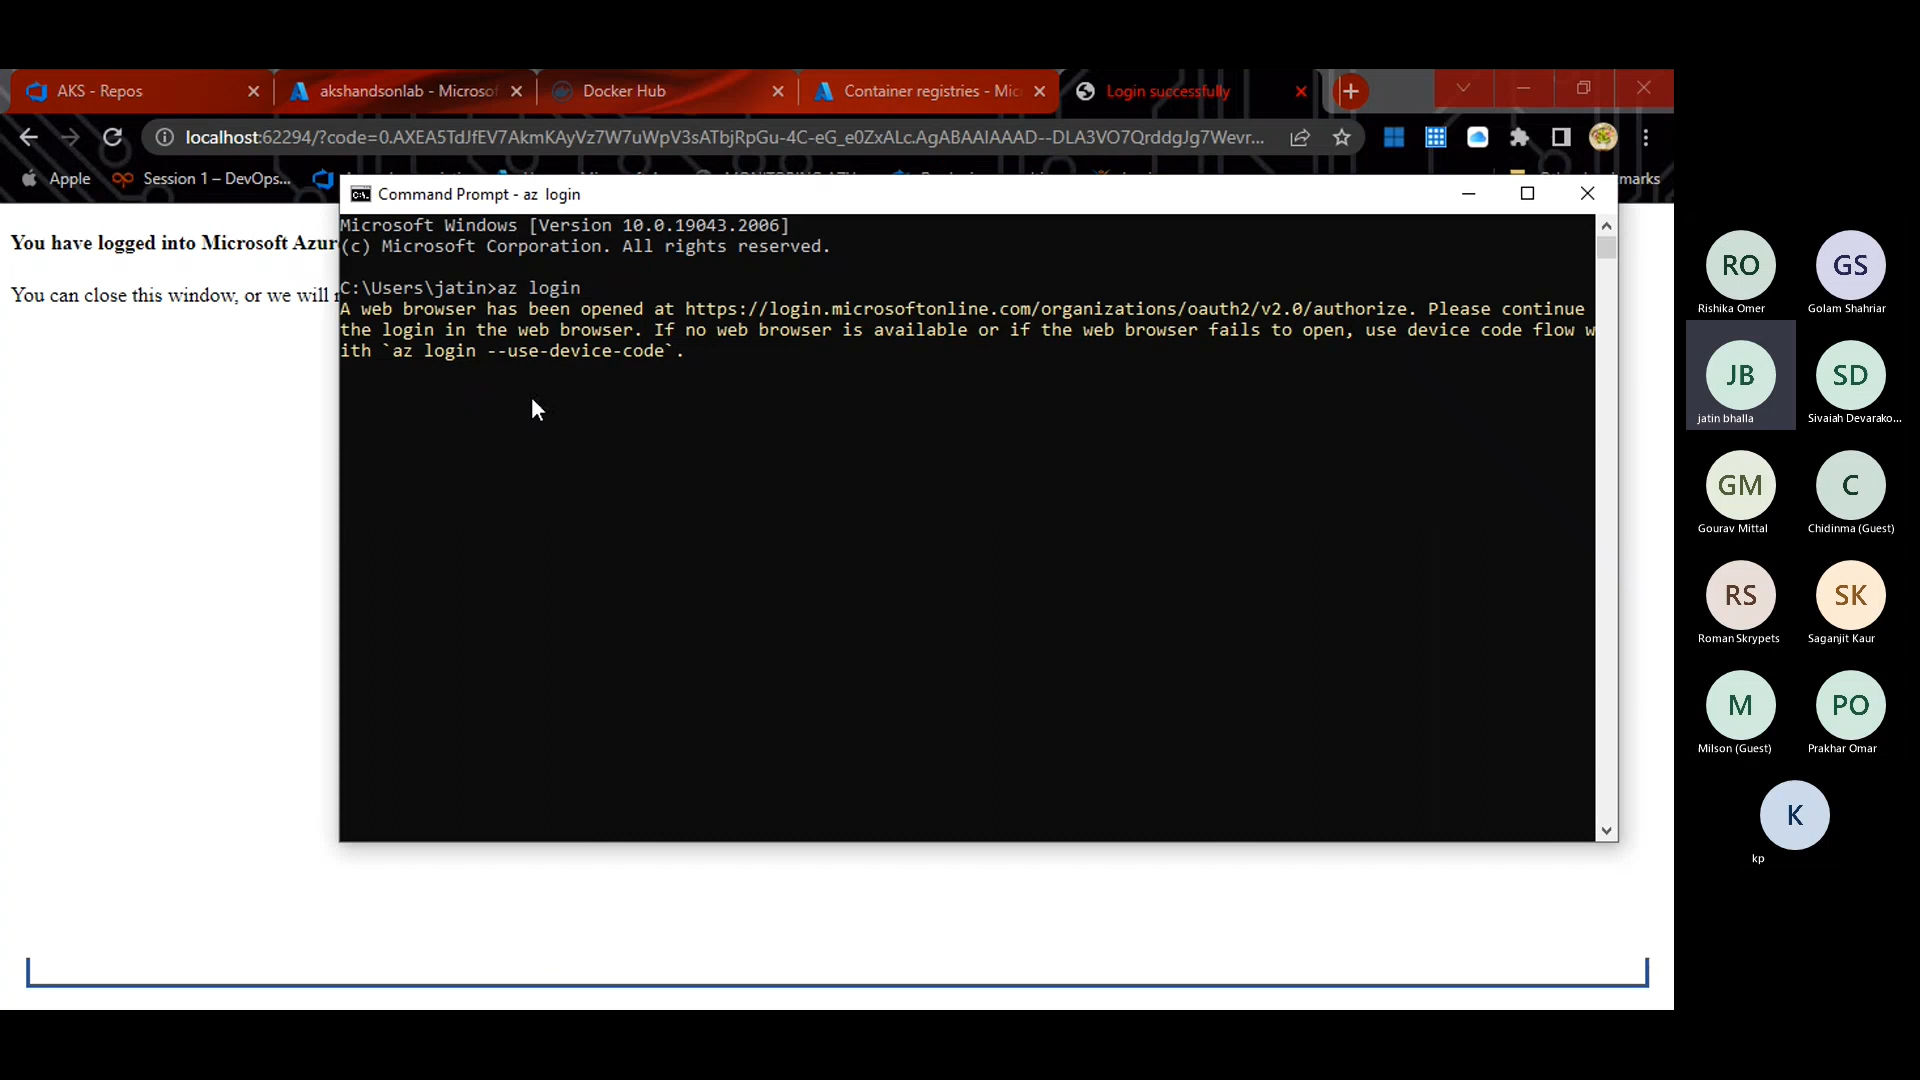 AKS - Repos
akshandsonlab - Microsof
Docker Hub
Container registries - Mic
Login successfully
localhost:62294/?code=0.AXEA5TdJfEV7AkmKAyVz7W7uWpV3sATbjRpGu-4C-eG_e0ZxALc.AgABAAIAAAD--DLA3VO7QrddgJg7Wevr...
Apple
Session 1 – DevOps...
marks
Command Prompt - az login
You have logged into Microsoft Azur
You can close this window, or we will r
Microsoft Windows [Version 10.0.19043.2006]
(c) Microsoft Corporation. All rights reserved.
C:\Users\jatin>az login
A web browser has been opened at https://login.microsoftonline.com/organizations/oauth2/v2.0/authorize. Please continue
the login in the web browser. If no web browser is available or if the web browser fails to open, use device code flow w
ith `az login --use-device-code`.
RO
Rishika Omer
GS
Golam Shahriar
JB
jatin bhalla
SD
Sivaiah Devarako...
GM
Gourav Mittal
C
Chidinma (Guest)
RS
Roman Skrypets
SK
Saganjit Kaur
M
Milson (Guest)
PO
Prakhar Omar
K
kp